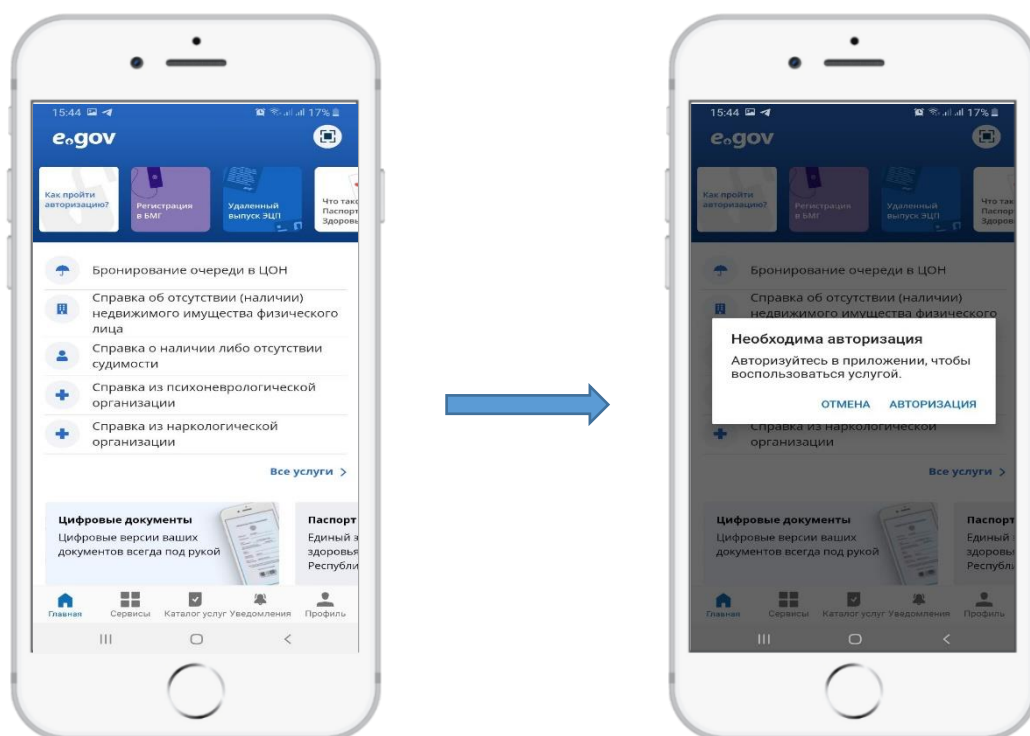 15:44
17%
e.gov
Как пройти
авторизацию?
Регистрация
в БМГ
Удаленный
выпуск ЭЦП
Что так
Паспорт
Здоровь
Бронирование очереди в ЦОН
Справка об отсутствии (наличии)
недвижимого имущества физического
лица
Справка о наличии либо отсутствии
судимости
Справка из психоневрологической
организации
Справка из наркологической
организации
Все услуги >
Цифровые документы
Цифровые версии ваших
документов всегда под рукой
Паспорт
Единый з
здоровья
Республи
Главная
Сервисы
Каталог услуг
Уведомления
Профиль
15:44
17%
e.gov
Как пройти
авторизацию?
Регистрация
в БМГ
Удаленный
выпуск ЭЦП
Что так
Паспор
Здоров
Бронирование очереди в ЦОН
Справка об отсутствии (наличии)
недвижимого имущества физического
Необходима авторизация
Авторизуйтесь в приложении, чтобы
воспользоваться услугой.
ОТМЕНА АВТОРИЗАЦИЯ
Справка из наркологической
организации
Все услуги >
Цифровые документы
Цифровые версии ваших
документов всегда под рукой
Паспорт
Единый
здоровь
Республ
Главная
Сервисы
Каталог услуг
Уведомления
Профиль